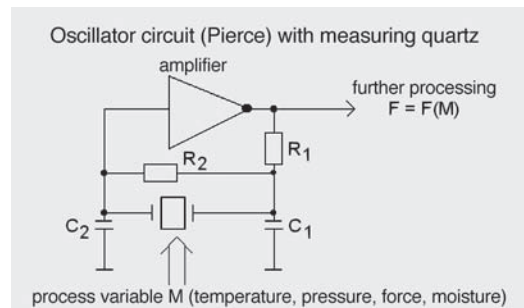 Oscillator circuit (Pierce) with measuring quartz
amplifier
further processing
F = F(M)
R1
R2
C2
C1
process variable M (temperature, pressure, force, moisture)